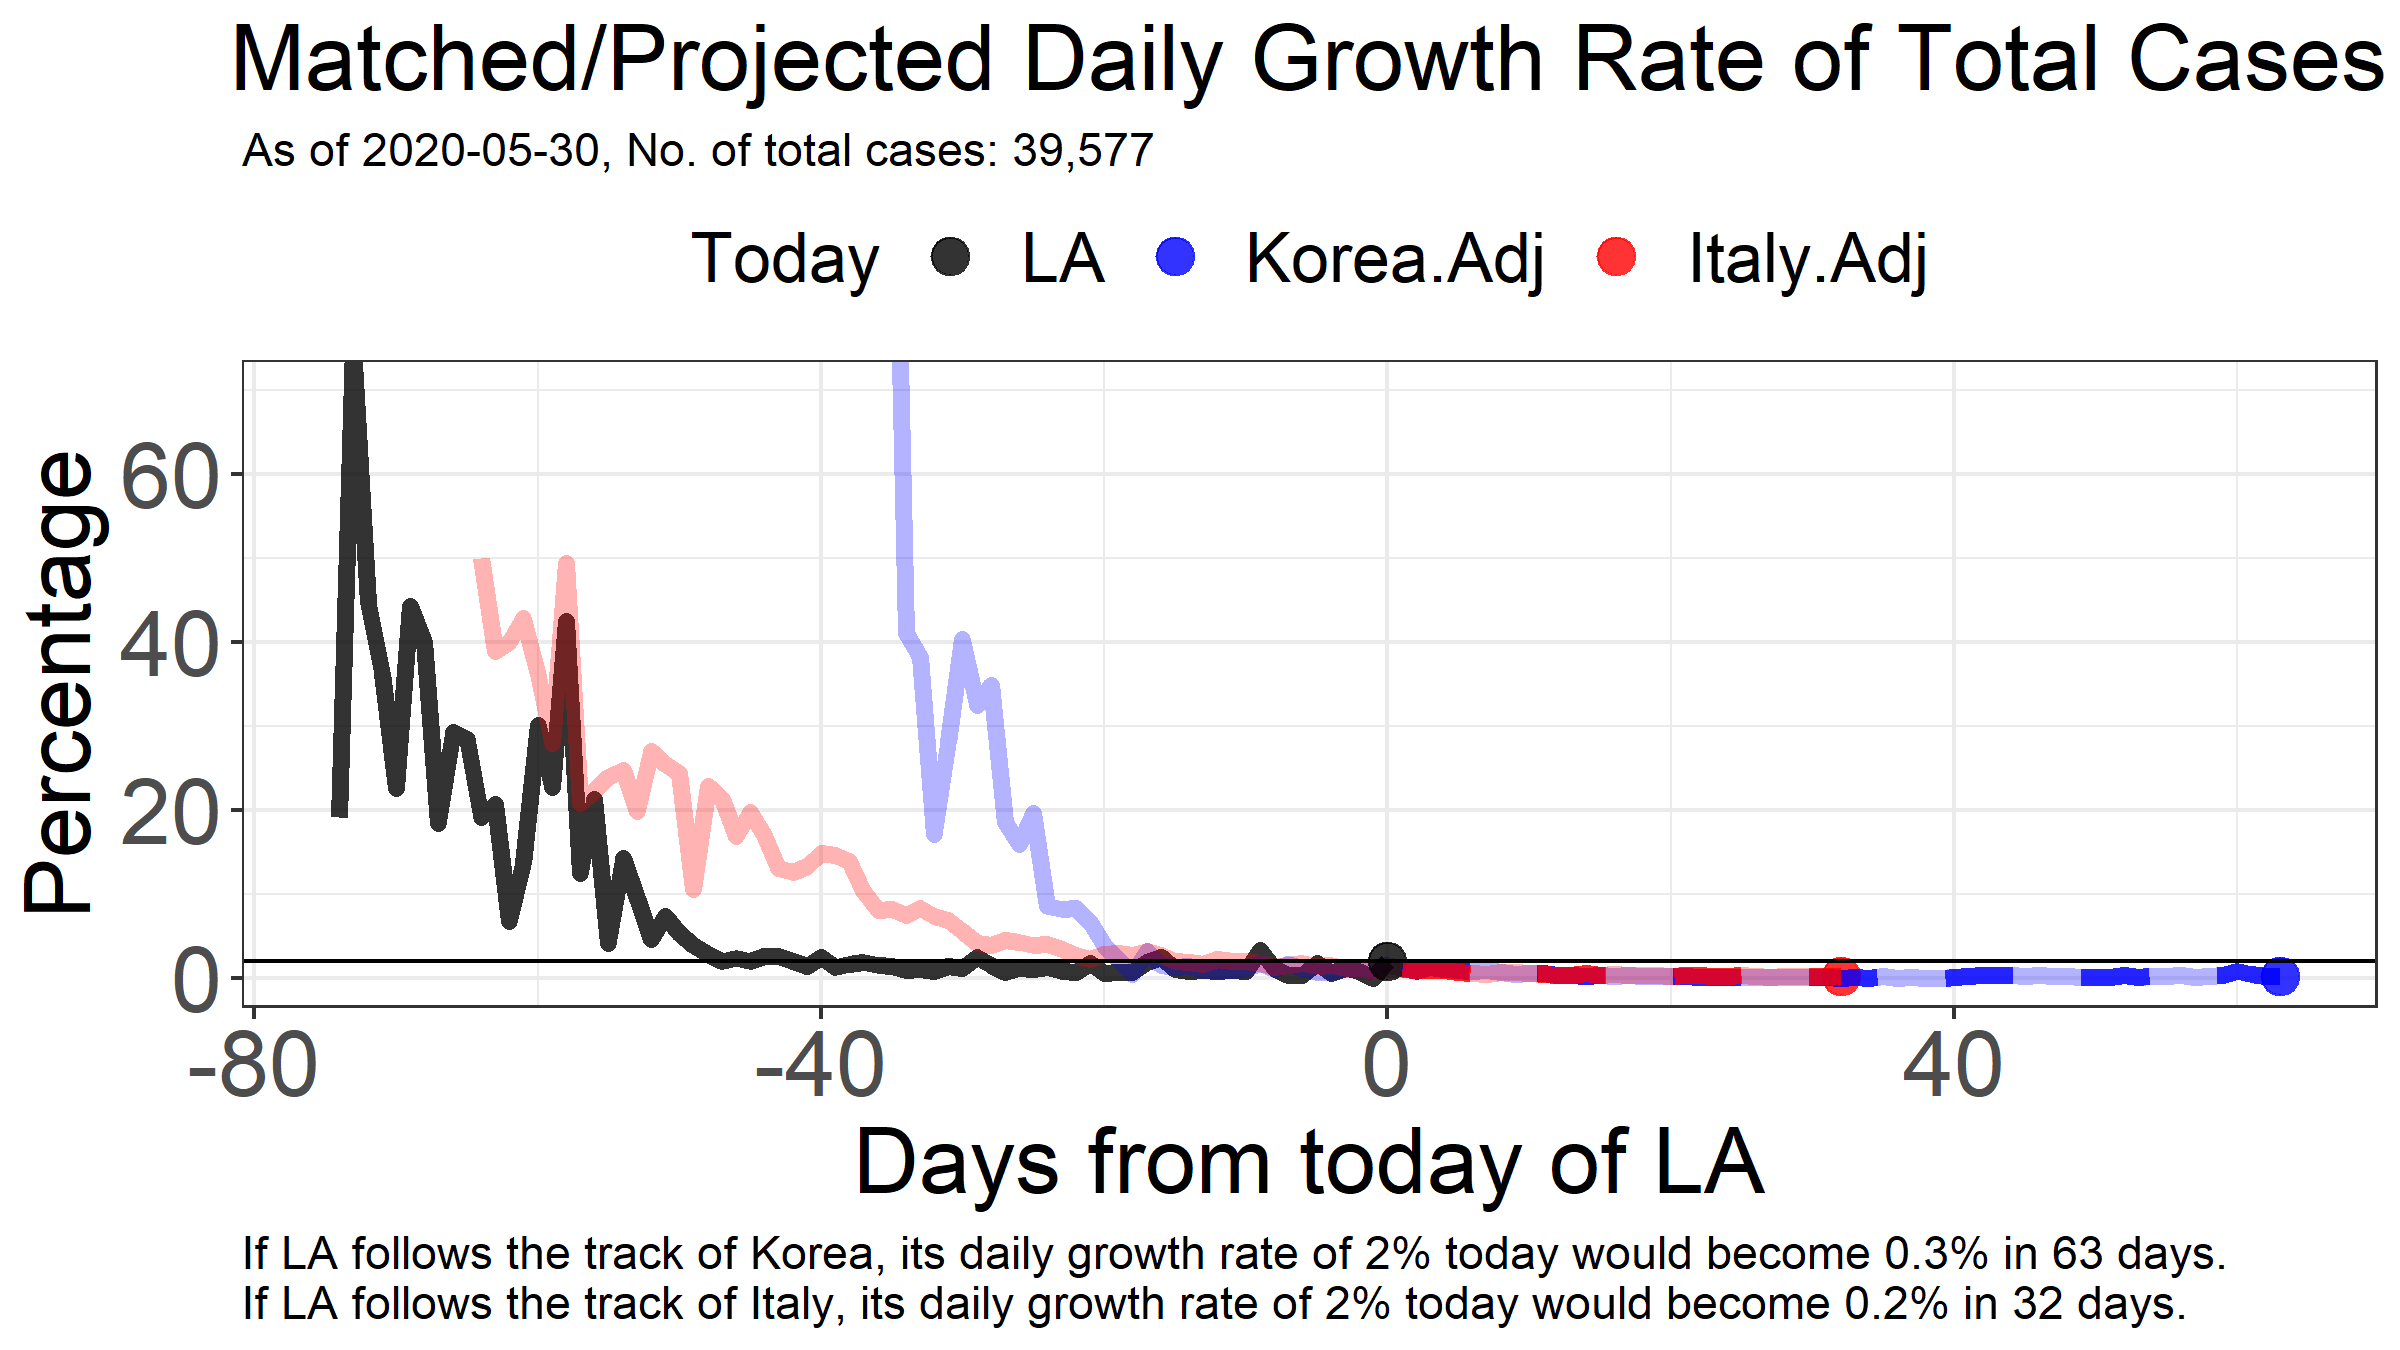 Matched/Projected Daily Growth Rate of Total Cases
As of 2020-05-30, No. of total cases: 39,577
Today LA Korea.Adj Italy.Adj
Percentage
60
40
20
0
-80 -40 0 40
Days from today of LA
If LA follows the track of Korea, its daily growth rate of 2% today would become 0.3% in 63 days.
If LA follows the track of Italy, its daily growth rate of 2% today would become 0.2% in 32 days.